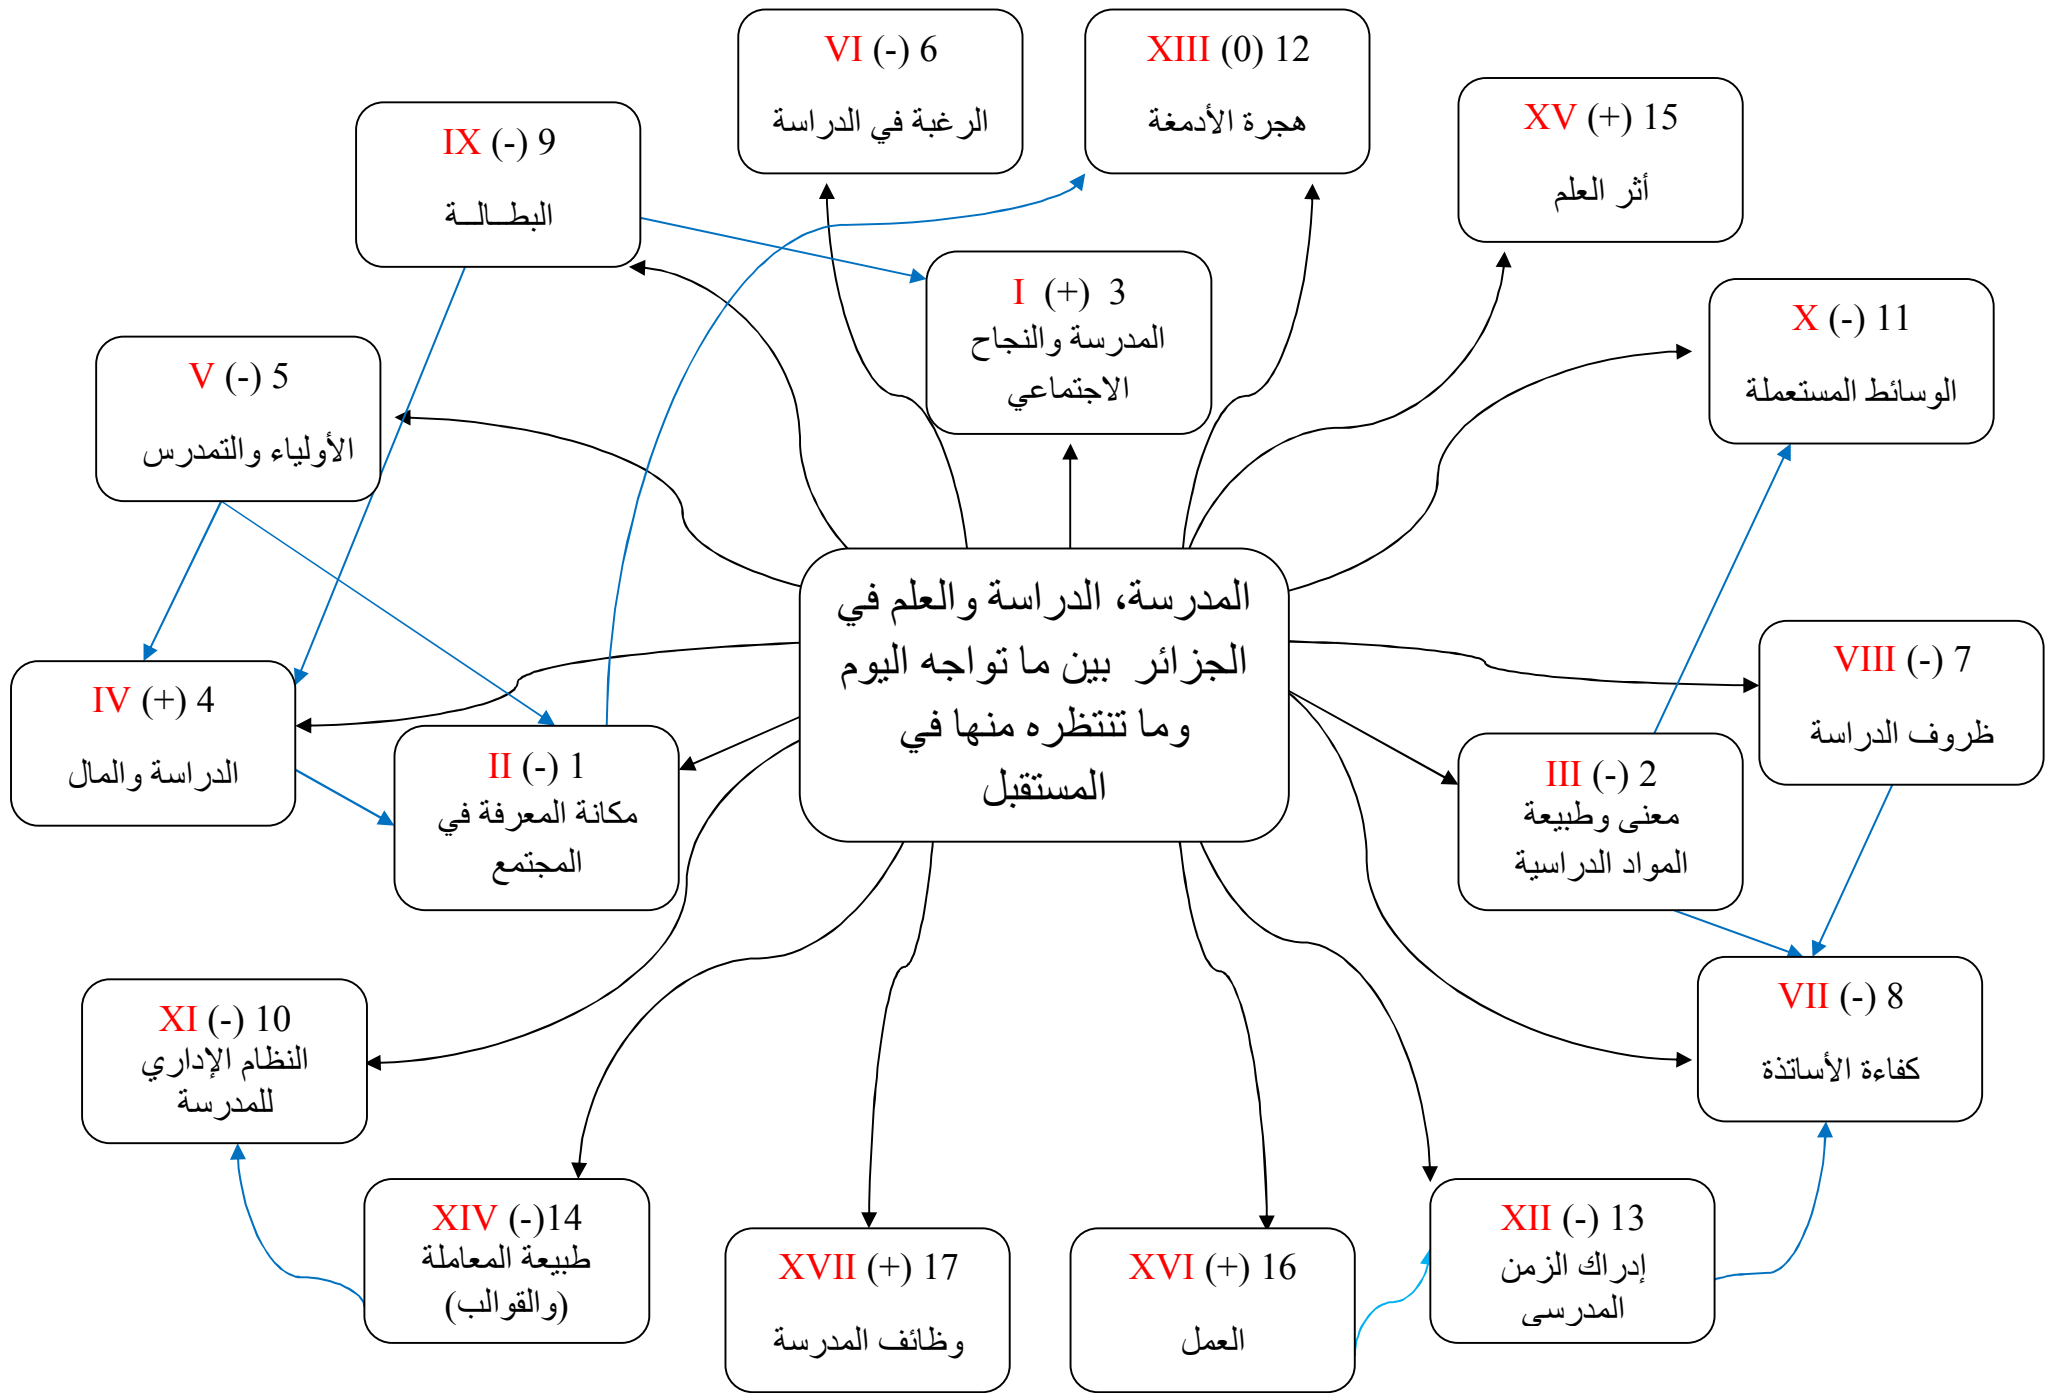 VI (-) 6
الرغبة في الدراسة
XIII (0) 12
هجرة الأدمغة
XV (+) 15
أثر العلم
IX (-) 9
البطـــالـــة
I (+) 3
المدرسة والنجاح
الاجتماعي
X (-) 11
الوسائط المستعملة
V (-) 5
الأولياء والتمدرس
المدرسة، الدراسة والعلم في
الجزائر بين ما تواجه اليوم
وما تنتظره منها في
المستقبل
VIII (-) 7
ظروف الدراسة
IV (+) 4
الدراسة والمال
II (-) 1
مكانة المعرفة في
المجتمع
III (-) 2
معنى وطبيعة
المواد الدراسية
VII (-) 8
كفاءة الأساتذة
XI (-) 10
النظام الإداري
للمدرسة
XIV (-)14
طبيعة المعاملة
(والقوالب)
XVII (+) 17
وظائف المدرسة
XVI (+) 16
العمل
XII (-) 13
إدراك الزمن
المدرسي